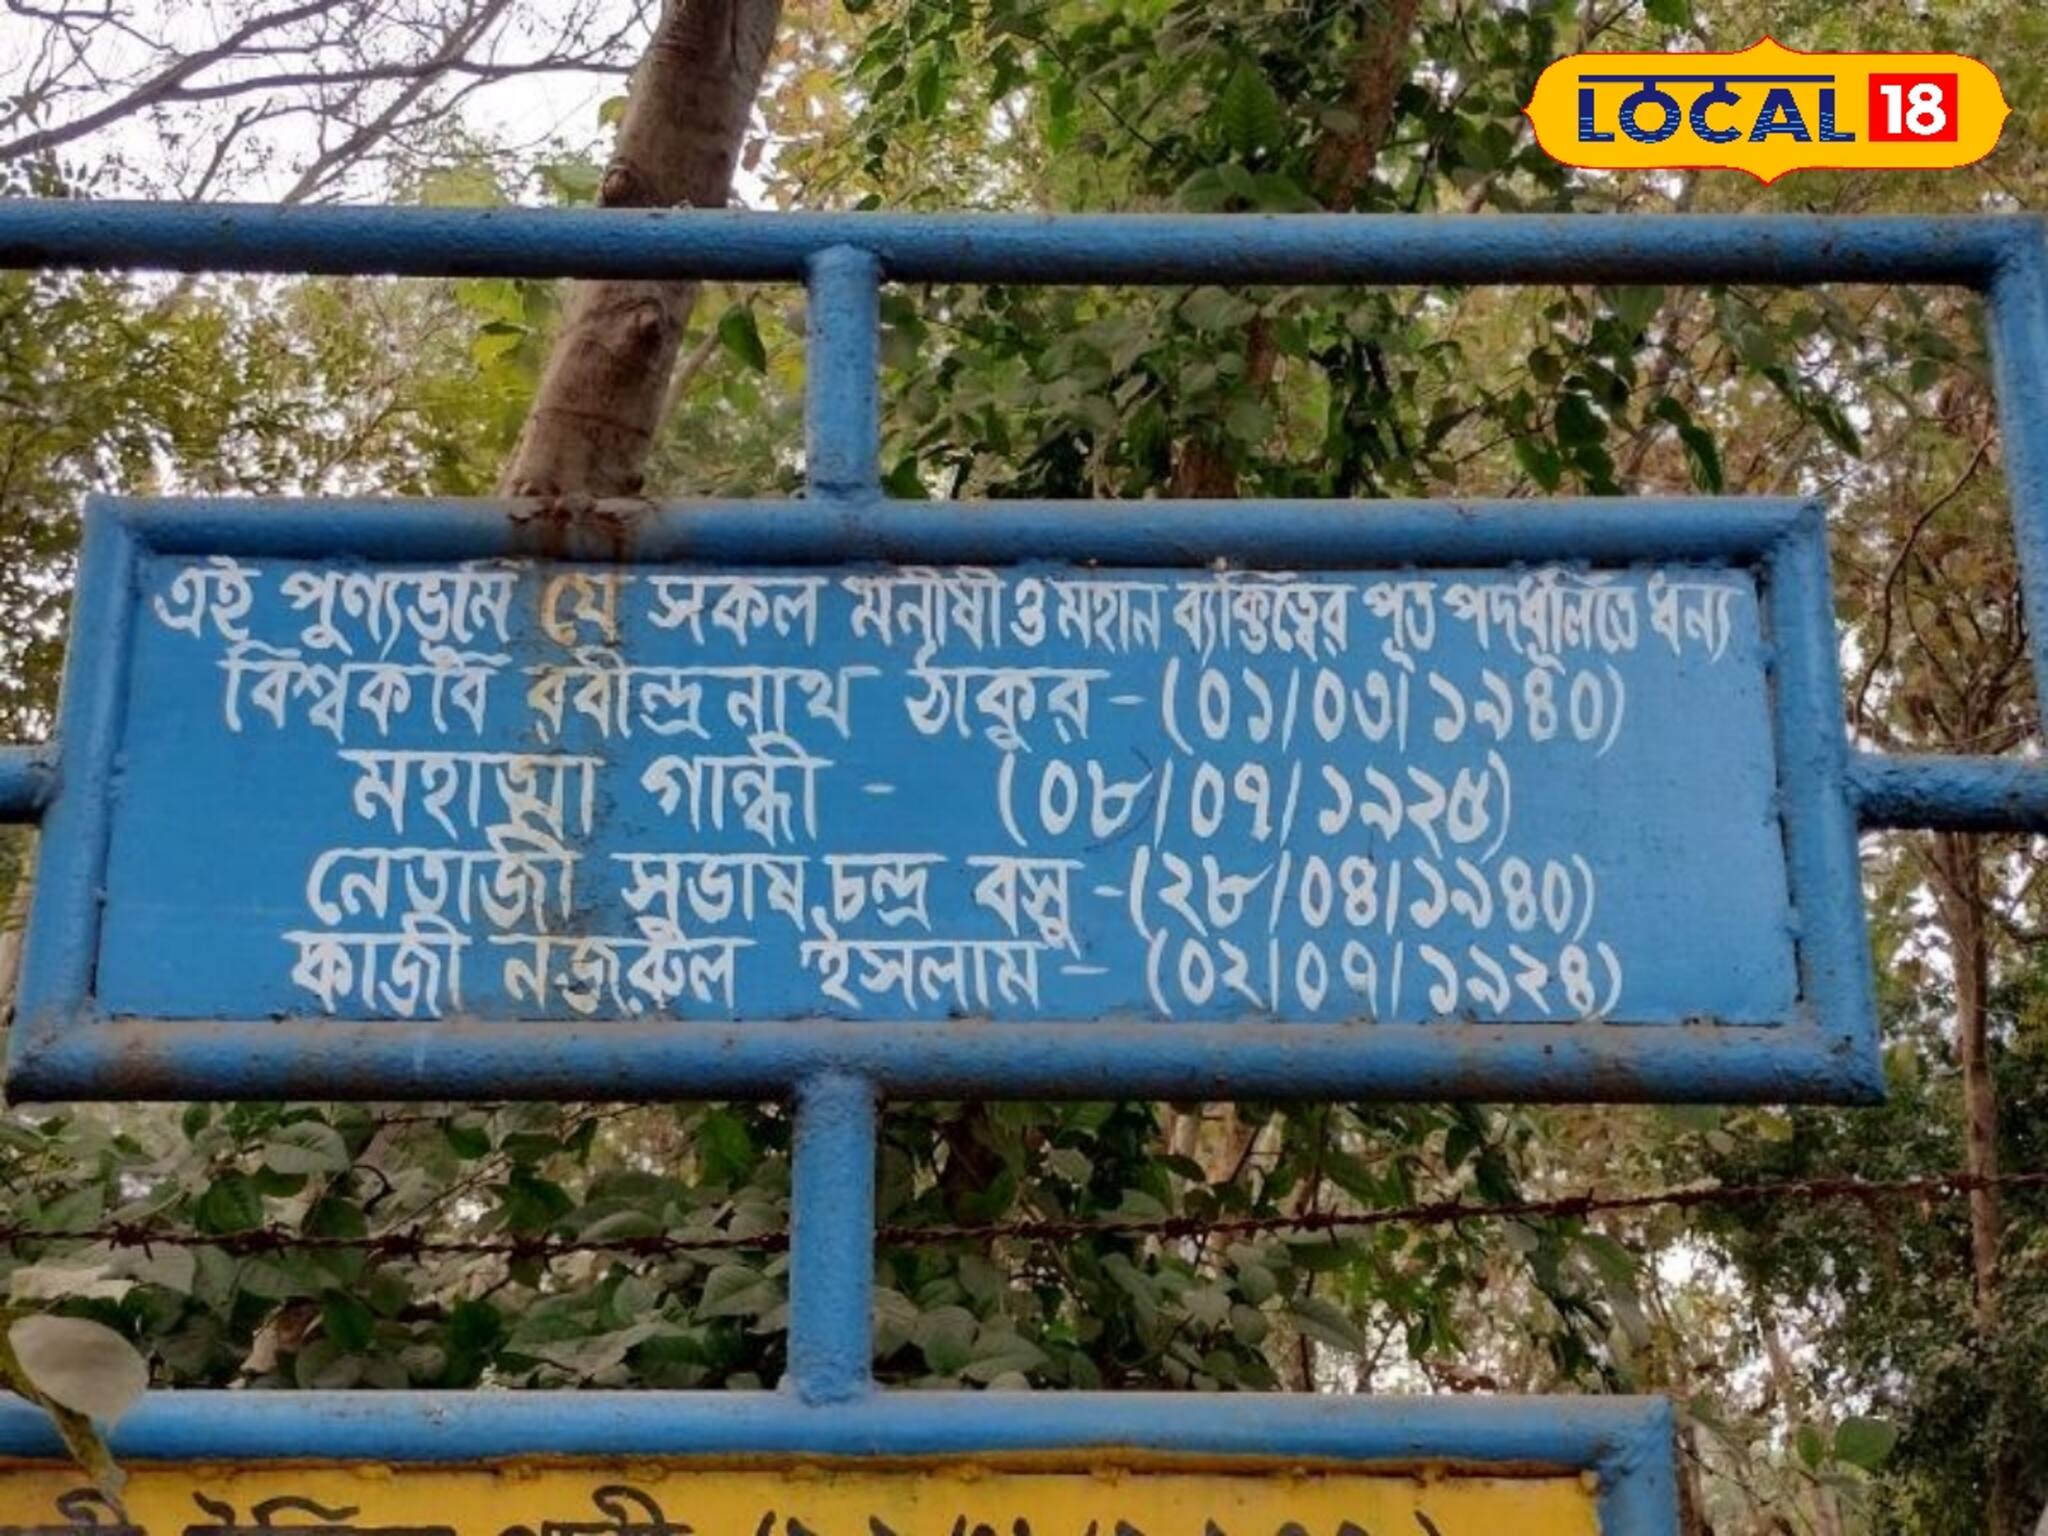 LOCAL 18
এই পুণ্যভূমি যে সকল মনীষী ও মহান ব্যক্তিত্বের পূত পদধূলিতে ধন্য
বিশ্বকবি রবীন্দ্রনাথ ঠাকুর - (০১/০৩/১৯৪০)
মহাত্মা গান্ধী - (০৮/০৭/১৯২৫)
নেতাজী সুভাষ চন্দ্র বসু - (২৮/০৪/১৯৪০)
কাজী নজরুল ইসলাম - (০২/০৭/১৯২৪)